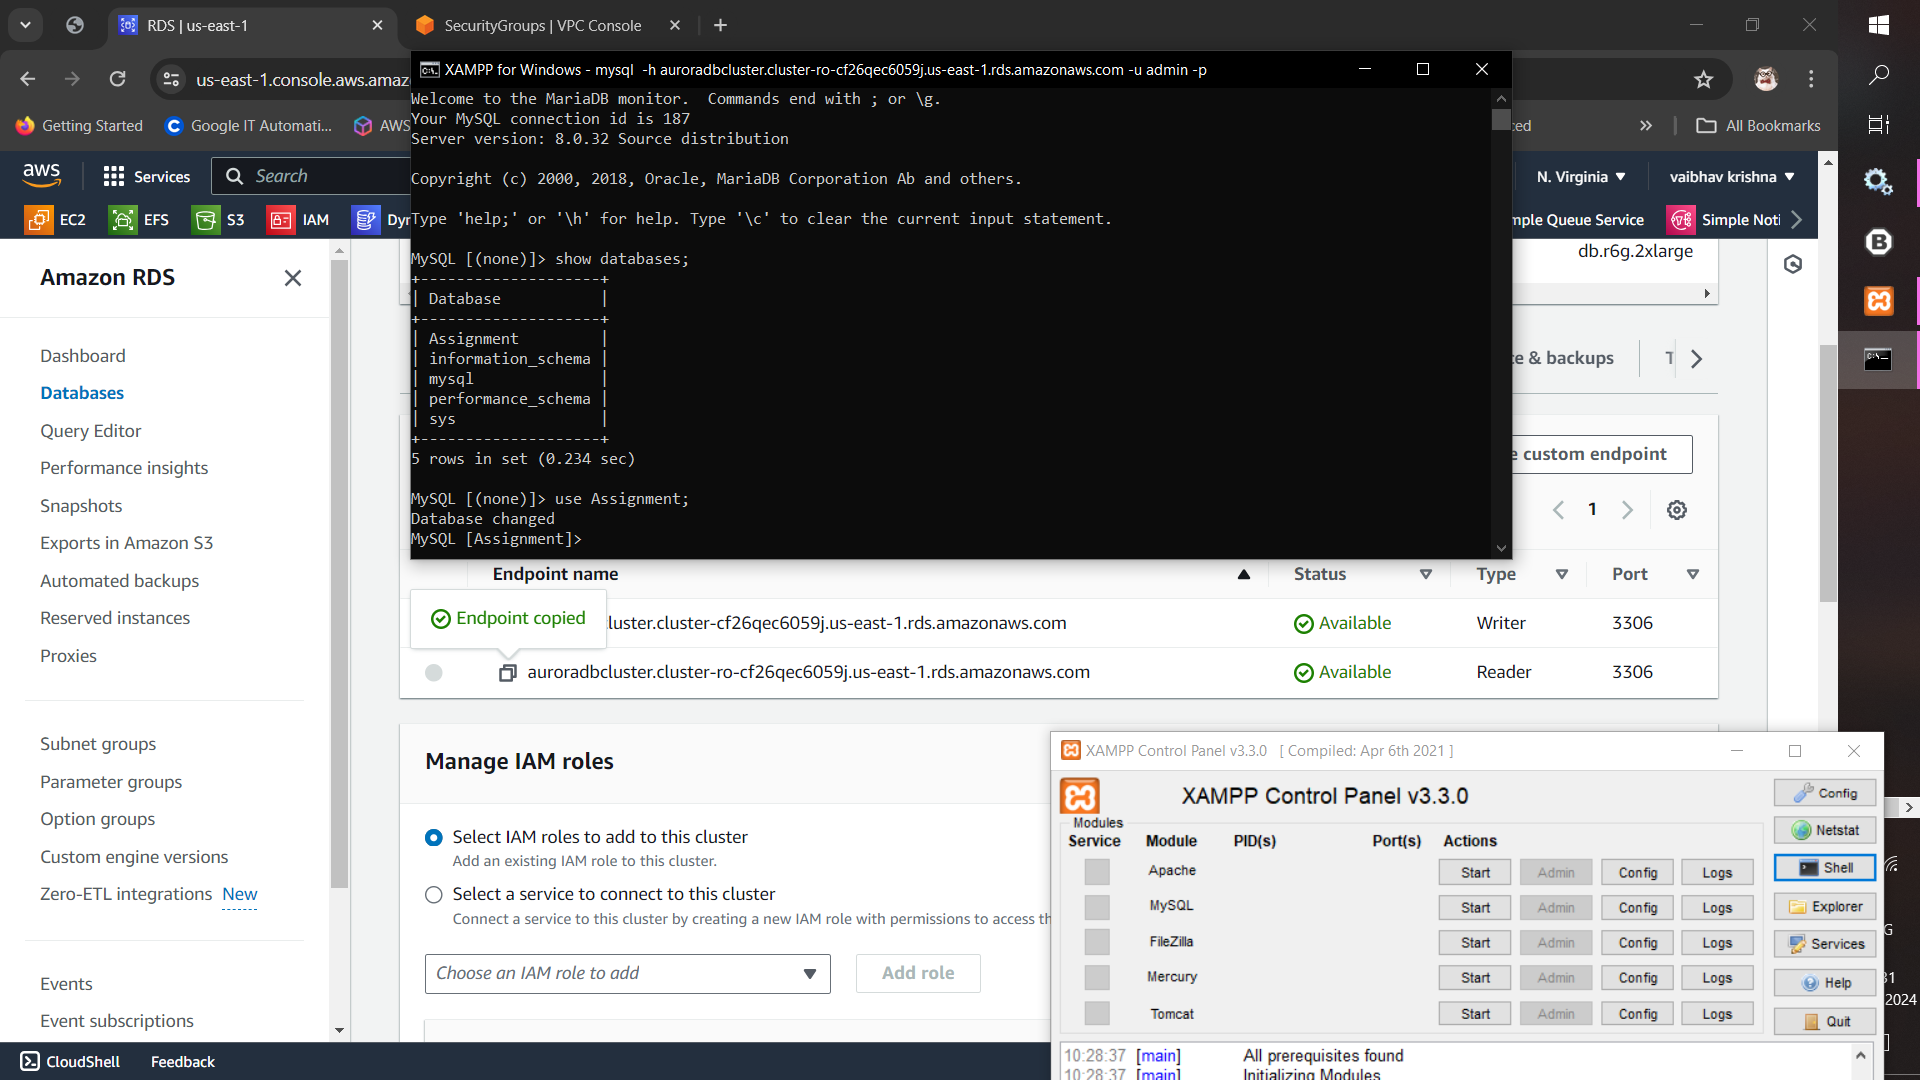 RDS | us-east-1
SecurityGroups | VPC Console
us-east-1.console.aws.amaz
Getting Started
Google IT Automati...
AWS
All Bookmarks
XAMPP for Windows - mysql -h auroradbcluster.cluster-ro-cf26qec6059j.us-east-1.rds.amazonaws.com -u admin -p
Welcome to the MariaDB monitor. Commands end with ; or \g.
Your MySQL connection id is 187
Server version: 8.0.32 Source distribution
Copyright (c) 2000, 2018, Oracle, MariaDB Corporation Ab and others.
Type 'help;' or '\h' for help. Type '\c' to clear the current input statement.
MySQL [(none)]> show databases;
+--------------------+
| Database           |
+--------------------+
| Assignment         |
| information_schema |
| mysql              |
| performance_schema |
| sys                |
+--------------------+
5 rows in set (0.234 sec)
MySQL [(none)]> use Assignment;
Database changed
MySQL [Assignment]>
aws
Services
Search
N. Virginia
vaibhav krishna
EC2
EFS
S3
IAM
Dyn
mple Queue Service
Simple Noti
Amazon RDS
Dashboard
Databases
Query Editor
Performance insights
Snapshots
Exports in Amazon S3
Automated backups
Reserved instances
Proxies
Subnet groups
Parameter groups
Option groups
Custom engine versions
Zero-ETL integrations New
Events
Event subscriptions
db.r6g.2xlarge
ce & backups
T
e custom endpoint
1
Endpoint name
Status
Type
Port
Endpoint copied
luster.cluster-cf26qec6059j.us-east-1.rds.amazonaws.com
Available
Writer
3306
auroradbcluster.cluster-ro-cf26qec6059j.us-east-1.rds.amazonaws.com
Available
Reader
3306
Manage IAM roles
Select IAM roles to add to this cluster
Add an existing IAM role to this cluster.
Select a service to connect to this cluster
Connect a service to this cluster by creating a new IAM role with permissions to access th
Choose an IAM role to add
Add role
CloudShell
Feedback
XAMPP Control Panel v3.3.0 [ Compiled: Apr 6th 2021 ]
XAMPP Control Panel v3.3.0
Modules
Service
Module
PID(s)
Port(s)
Actions
Apache Start Admin Config Logs
MySQL Start Admin Config Logs
FileZilla Start Admin Config Logs
Mercury Start Admin Config Logs
Tomcat Start Admin Config Logs
Config
Netstat
Shell
Explorer
Services
Help
Quit
10:28:37 [main] All prerequisites found
10:28:37 [main] Initializing Modules
G
31
2024